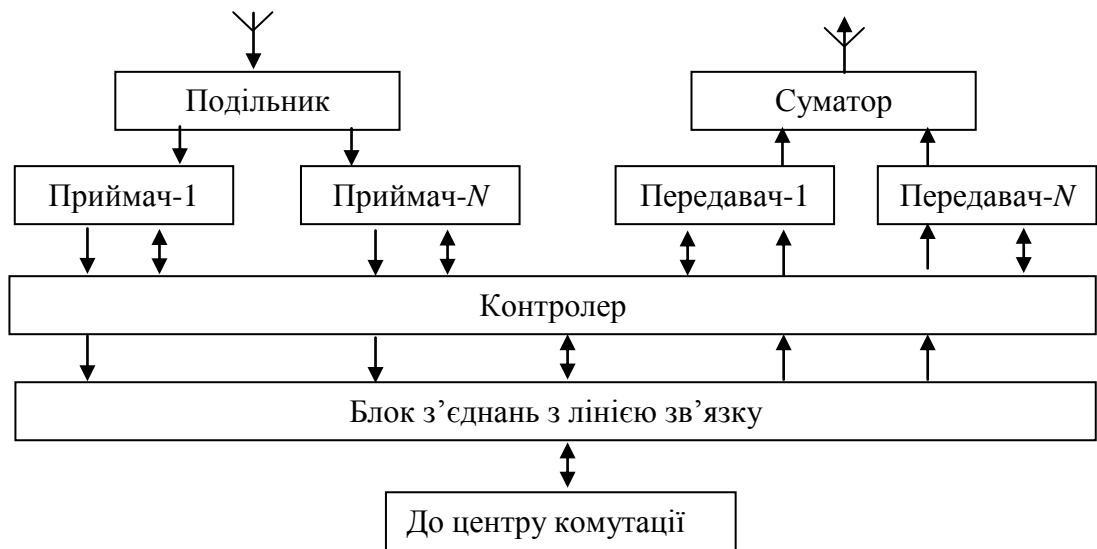 Подільник
Суматор
Приймач-1
Приймач-N
Передавач-1
Передавач-N
Контролер
Блок з’єднань з лінією зв’язку
До центру комутації